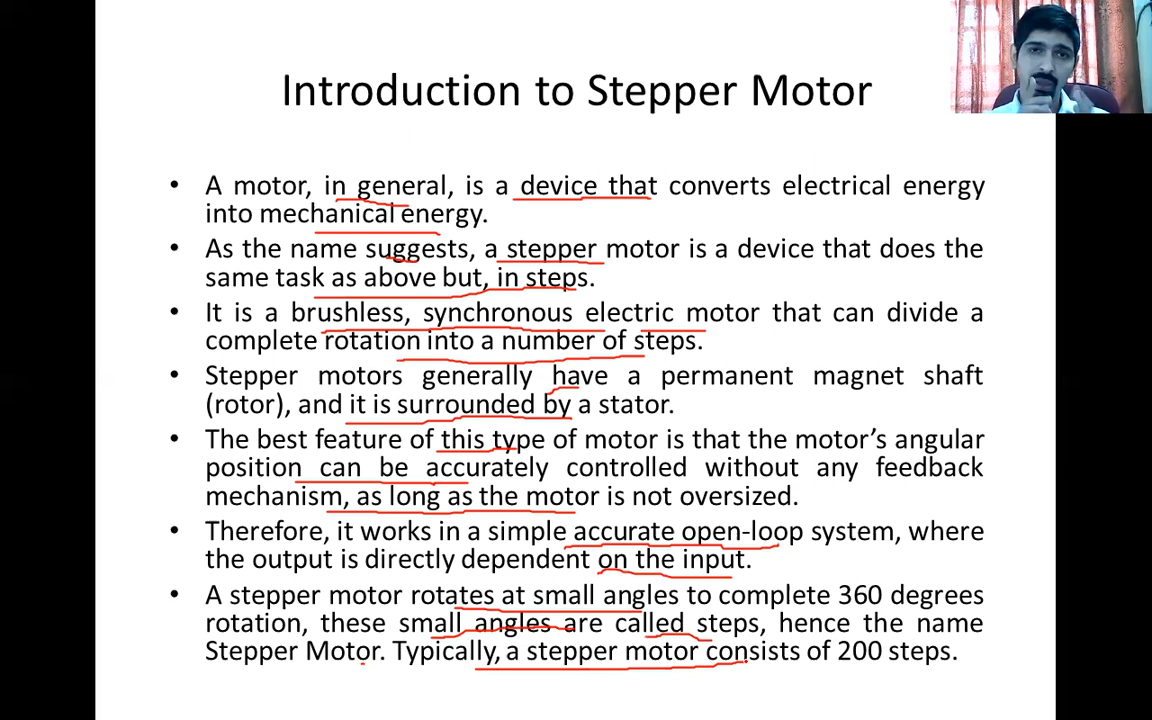 Introduction to Stepper Motor
• A motor, in general, is a device that converts electrical energy
into mechanical energy.
• As the name suggests, a stepper motor is a device that does the
same task as above but, in steps.
• It is a brushless, synchronous electric motor that can divide a
complete rotation into a number of steps.
• Stepper motors generally have a permanent magnet shaft
(rotor), and it is surrounded by a stator.
• The best feature of this type of motor is that the motor’s angular
position can be accurately controlled without any feedback
mechanism, as long as the motor is not oversized.
• Therefore, it works in a simple accurate open-loop system, where
the output is directly dependent on the input.
• A stepper motor rotates at small angles to complete 360 degrees
rotation, these small angles are called steps, hence the name
Stepper Motor. Typically, a stepper motor consists of 200 steps.